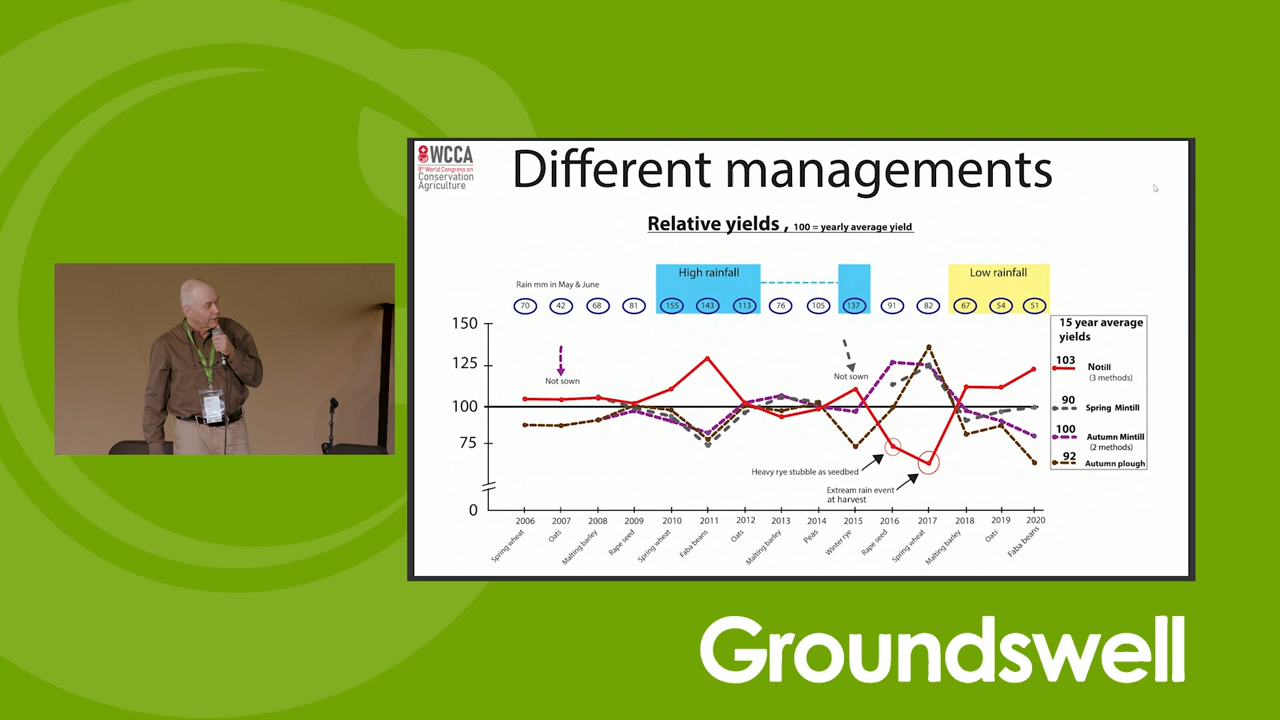 WCCA
8th World Congress on
Conservation
Agriculture
Different managements
Relative yields , 100 = yearly average yield
High rainfall
Low rainfall
Rain mm in May & June
70 42 68 81 155 143 113 76 105 137 91 82 67 54 51
150
125
100
75
0
Not sown
Not sown
Heavy rye stubble as seedbed
Extream rain event
at harvest
15 year average
yields
103
Notill
(3 methods)
90
Spring Mintill
100
Autumn Mintill
(2 methods)
92
Autumn plough
2006 2007 2008 2009 2010 2011 2012 2013 2014 2015 2016 2017 2018 2019 2020
Spring wheat Oats Malting barley Rape seed Spring wheat Faba beans Oats Malting barley Peas Winter rye Rape seed Spring wheat Malting barley Oats Faba beans
Groundswell